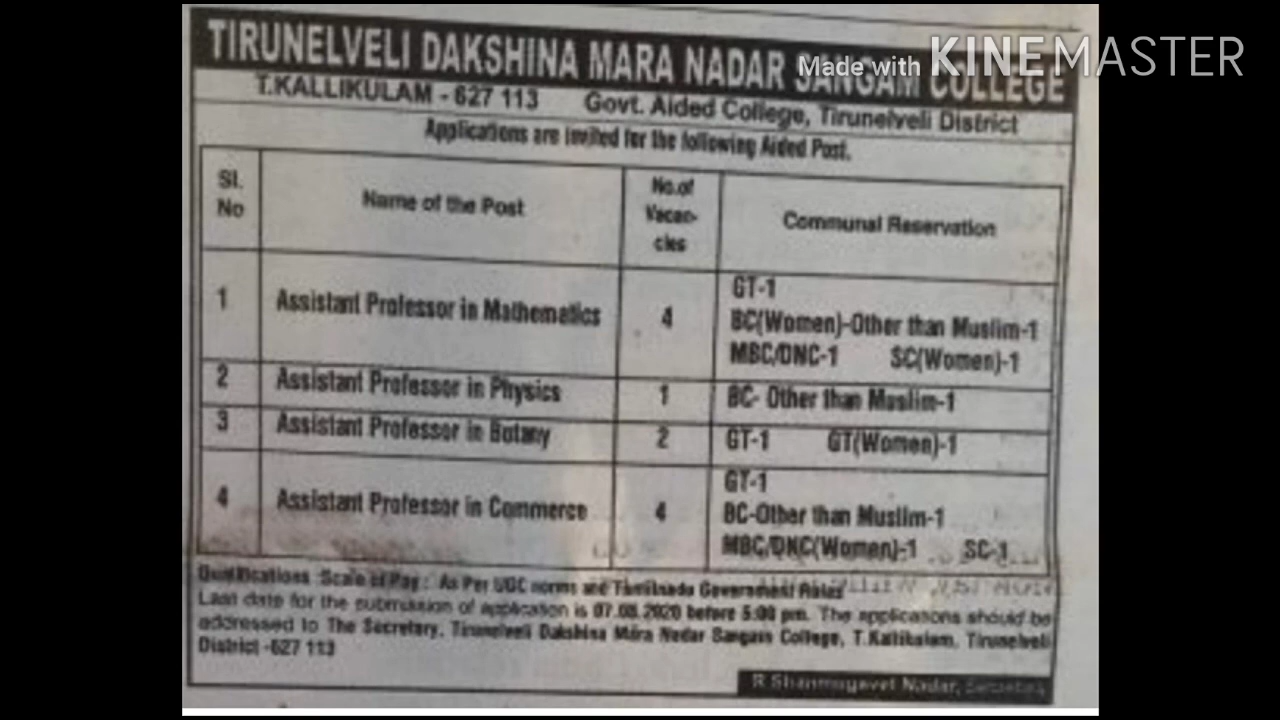 TIRUNELVELI DAKSHINA MARA NADAR SANGAM COLLEGE
Made with KINEMASTER
T.KALLIKULAM - 627 113 Govt. Aided College, Tirunelveli District
Applications are invited for the following Aided Post.
Sl. No Name of the Post No.of Vacan-cies Communal Reservation
1 Assistant Professor in Mathematics 4 GT-1
BC(Women)-Other than Muslim-1
MBC/DNC-1 SC(Women)-1
2 Assistant Professor in Physics 1 BC- Other than Muslim-1
3 Assistant Professor in Botany 2 GT-1 GT(Women)-1
4 Assistant Professor in Commerce 4 GT-1
BC-Other than Muslim-1
MBC/DNC(Women)-1 SC-1
Qualifications Scale of Pay : As Per UGC norms and Tamilnadu Government Rules
Last date for the submission of application is 07.08.2020 before 5:00 pm. The applications should be
addressed to The Secretary, Tirunelveli Dakshina Mara Nadar Sangam College, T.Kallikulam, Tirunelveli
District -627 113
R Shanmugavel Nadar, Secretary